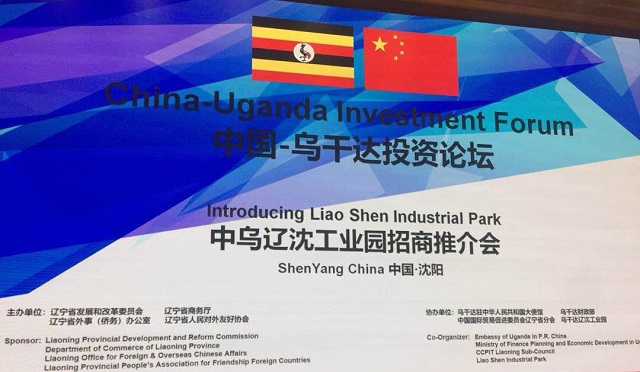 China-Uganda Investment Forum
中国-乌干达投资论坛
Introducing Liao Shen Industrial Park
中乌辽沈工业园招商推介会
ShenYang China 中国·沈阳
主办单位: 辽宁省发展和改革委员会 辽宁省商务厅
辽宁省外事（侨务）办公室 辽宁省人民对外友好协会
Sponsor: Liaoning Provincial Development and Reform Commission
Department of Commerce of Liaoning Province
Liaoning Office for Foreign & Overseas Chinese Affairs
Liaoning Provincial People's Association for Friendship Foreign Countries
协办单位: 乌干达驻中华人民共和国大使馆 乌干达财政部
中国国际贸易促进委员会辽宁省分会 乌干达辽沈工业园
Co-Organizer: Embassy of Uganda in P.R. China
Ministry of Finance Planning and Economic Development in U
CCPIT Liaoning Sub-Council
Liao Shen Industrial Park